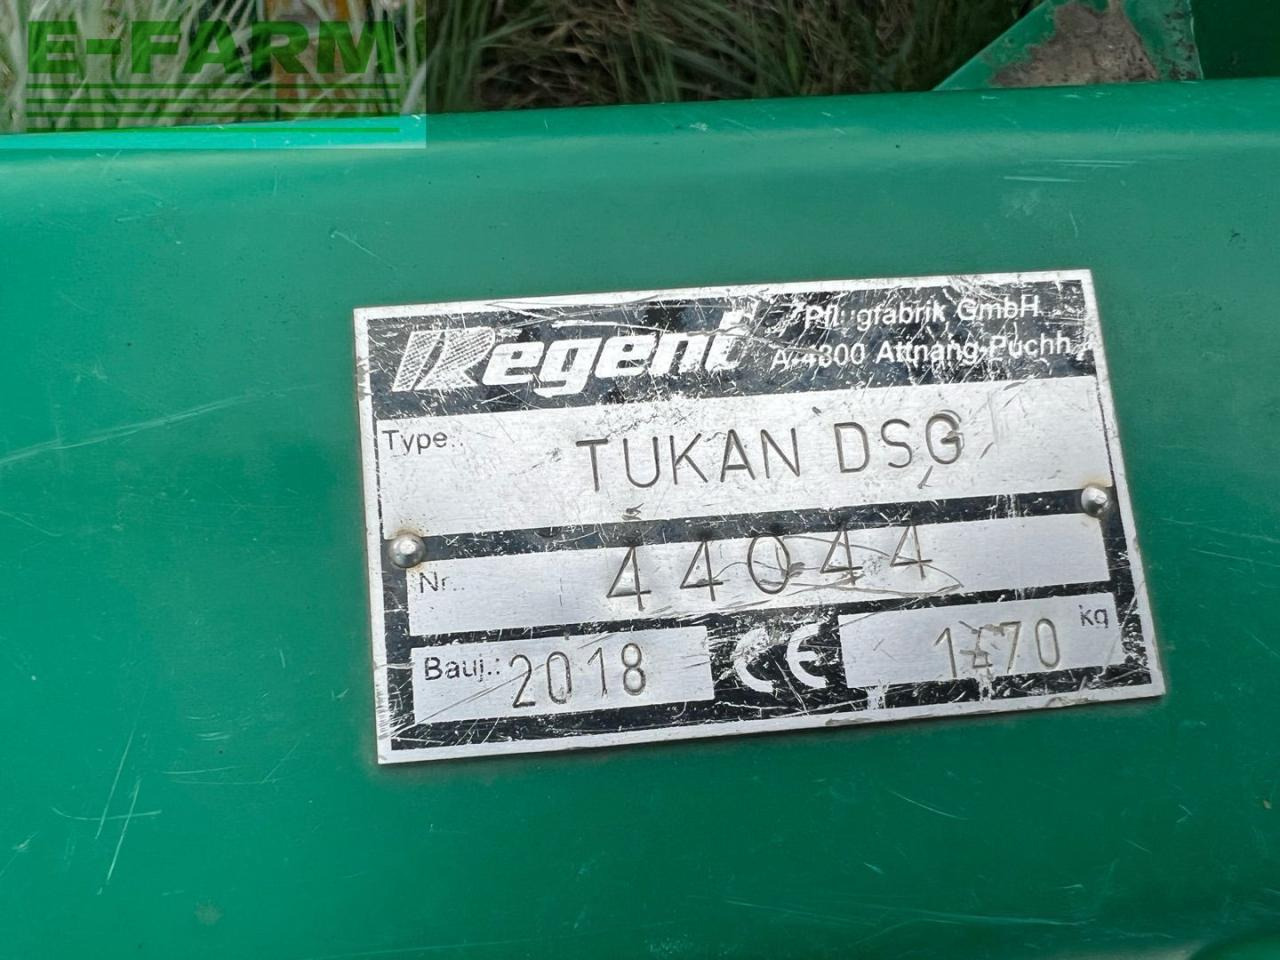 E-FARM
Regent
Pflugfabrik GmbH
A-4800 Attnang-Puchh.
Type.:
TUKAN DSG
Nr.:
44044
Bauj.: 2018
CE
1470 kg